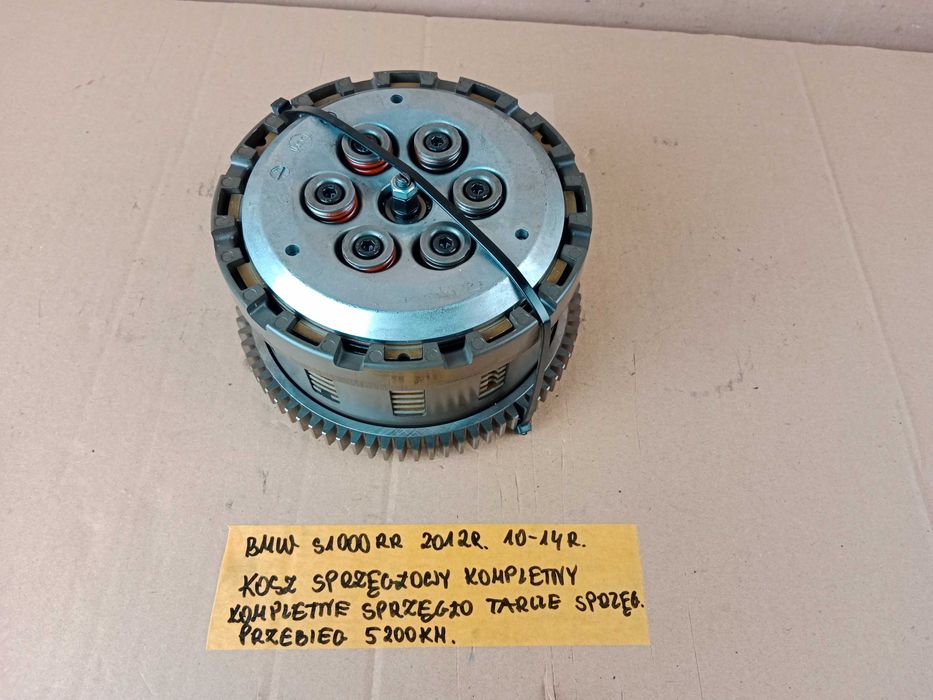 BMW S1000RR 2012R. 10-14R.
KOSZ SPRZĘGŁOWY KOMPLETNY
KOMPLETNE SPRZĘGŁO TARCZE SPRZĘG.
PRZEBIEG 5200KM.